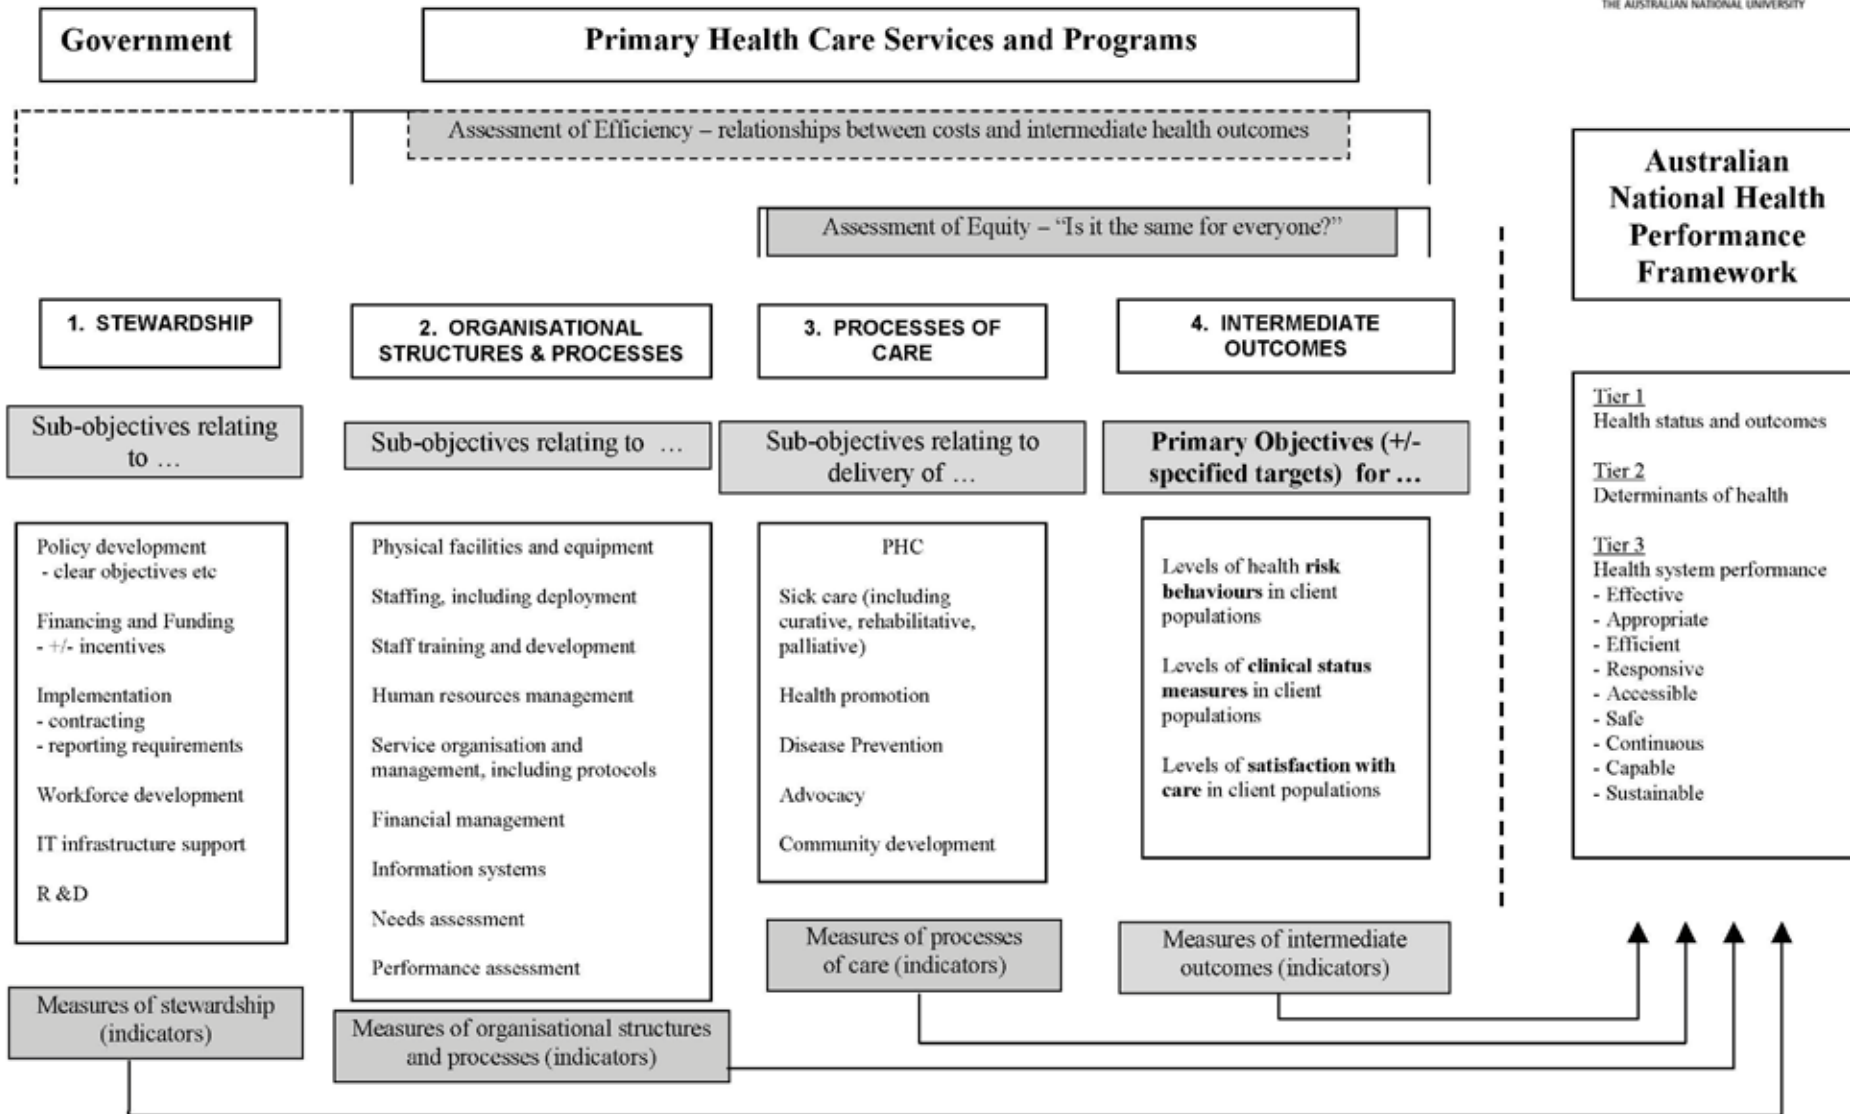 THE AUSTRALIAN NATIONAL UNIVERSITY
Government
Primary Health Care Services and Programs
Assessment of Efficiency – relationships between costs and intermediate health outcomes
Assessment of Equity – “Is it the same for everyone?”
Australian
National Health
Performance
Framework
1. STEWARDSHIP
2. ORGANISATIONAL
STRUCTURES & PROCESSES
3. PROCESSES OF
CARE
4. INTERMEDIATE
OUTCOMES
Sub-objectives relating
to …
Sub-objectives relating to …
Sub-objectives relating to
delivery of …
Primary Objectives (+/-
specified targets) for …
Policy development
- clear objectives etc
Financing and Funding
- +/- incentives
Implementation
- contracting
- reporting requirements
Workforce development
IT infrastructure support
R &D
Physical facilities and equipment
Staffing, including deployment
Staff training and development
Human resources management
Service organisation and
management, including protocols
Financial management
Information systems
Needs assessment
Performance assessment
PHC
Sick care (including
curative, rehabilitative,
palliative)
Health promotion
Disease Prevention
Advocacy
Community development
Levels of health risk
behaviours in client
populations
Levels of clinical status
measures in client
populations
Levels of satisfaction with
care in client populations
Tier 1
Health status and outcomes
Tier 2
Determinants of health
Tier 3
Health system performance
- Effective
- Appropriate
- Efficient
- Responsive
- Accessible
- Safe
- Continuous
- Capable
- Sustainable
Measures of stewardship
(indicators)
Measures of organisational structures
and processes (indicators)
Measures of processes
of care (indicators)
Measures of intermediate
outcomes (indicators)